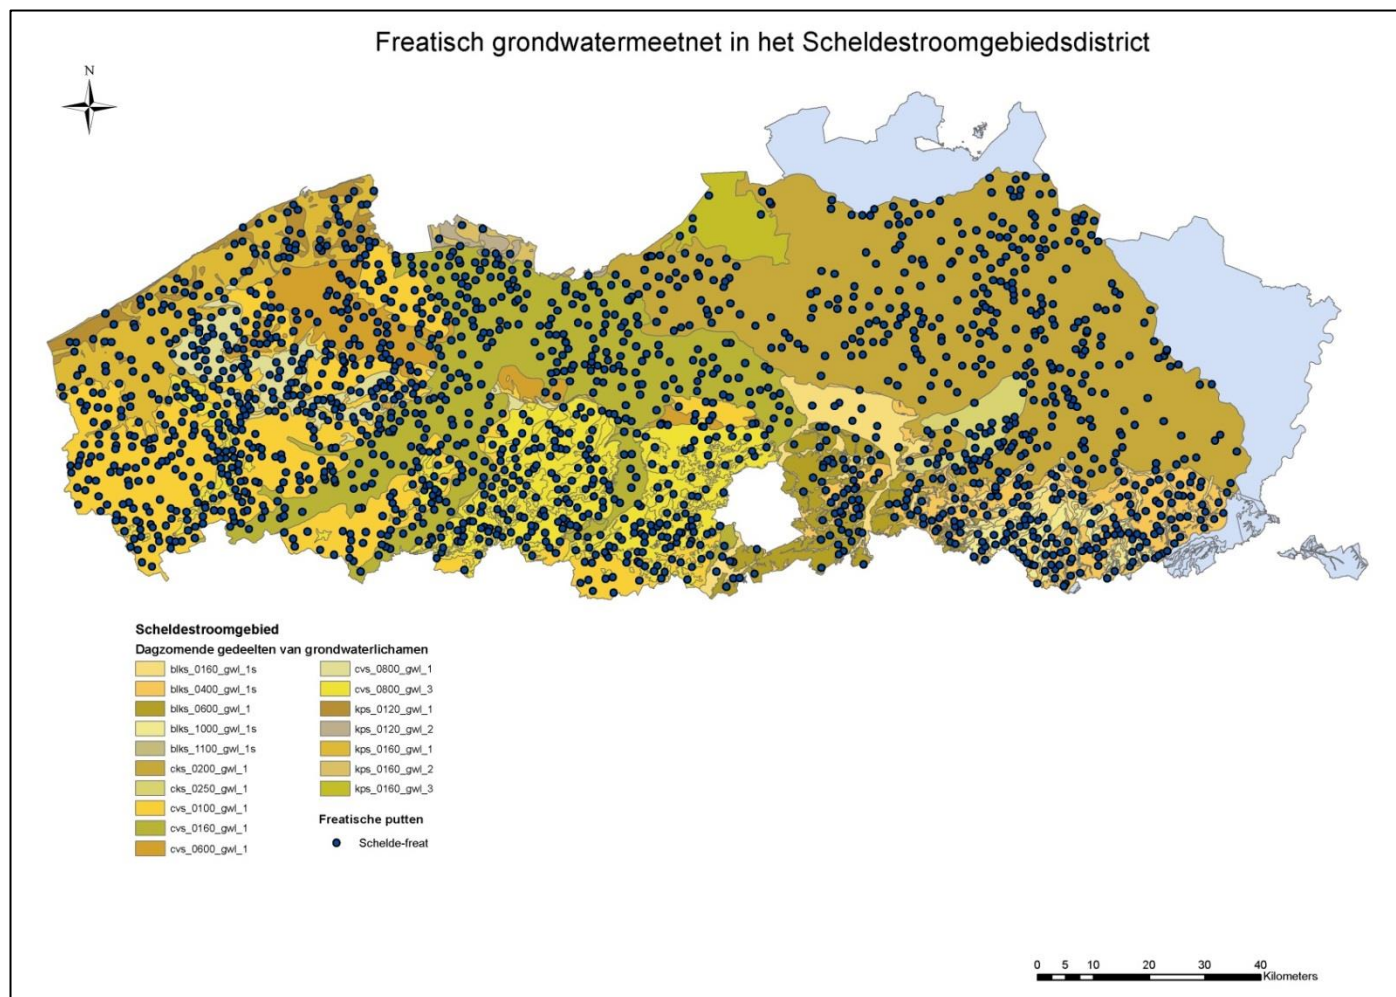 Freatisch grondwatermeetnet in het Scheldestroomgebiedsdistrict
N
Scheldestroomgebied
Dagzomende gedeelten van grondwaterlichamen
blks_0160_gwl_1s
blks_0400_gwl_1s
blks_0600_gwl_1
blks_1000_gwl_1s
blks_1100_gwl_1s
cks_0200_gwl_1
cks_0250_gwl_1
cvs_0100_gwl_1
cvs_0160_gwl_1
cvs_0600_gwl_1
cvs_0800_gwl_1
cvs_0800_gwl_3
kps_0120_gwl_1
kps_0120_gwl_2
kps_0160_gwl_1
kps_0160_gwl_2
kps_0160_gwl_3
Freatische putten
Schelde-freat
0 5 10 20 30 40
Kilometers